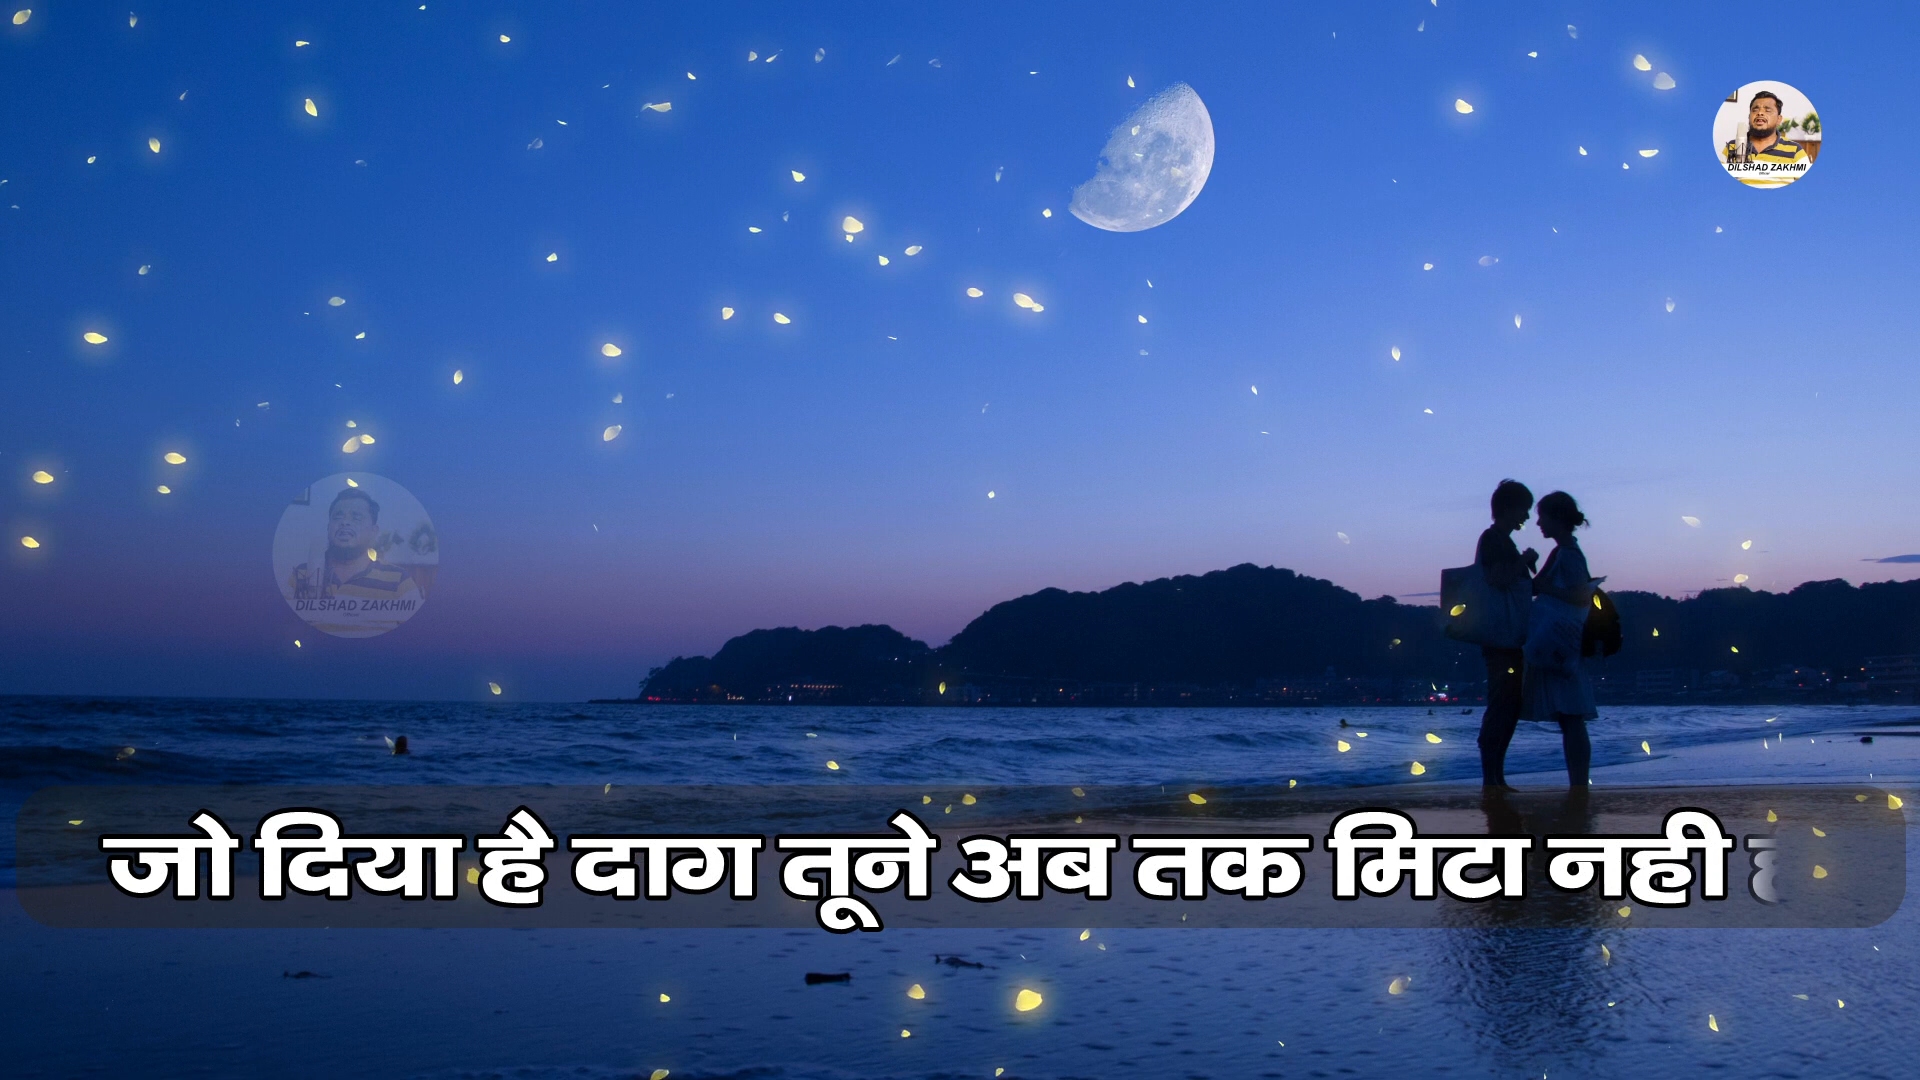 DILSHAD ZAKHMI
DILSHAD ZAKHMI
जो दिया है दाग तूने अब तक मिटा नही